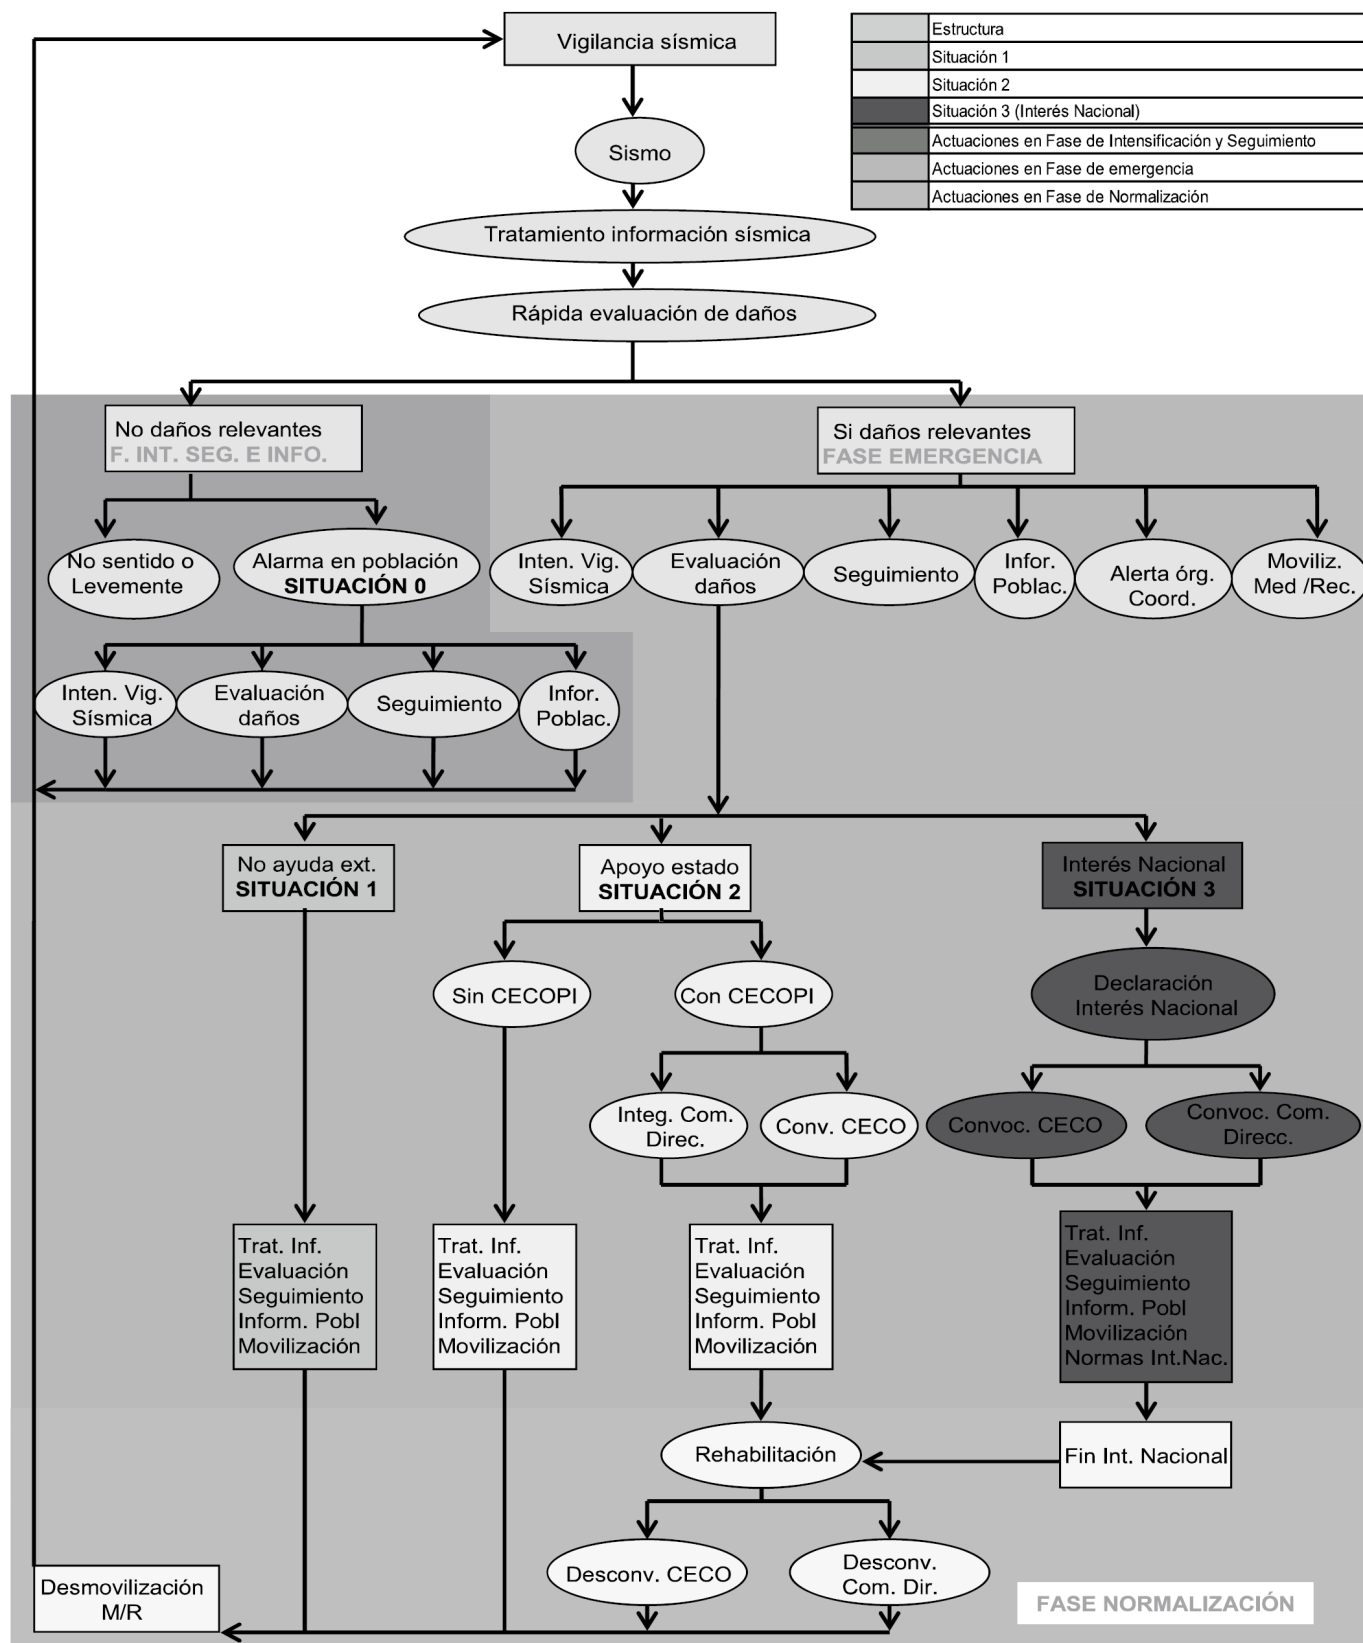 Vigilancia sísmica
Estructura
Situación 1
Situación 2
Situación 3 (Interés Nacional)
Actuaciones en Fase de Intensificación y Seguimiento
Actuaciones en Fase de emergencia
Actuaciones en Fase de Normalización
Sismo
Tratamiento información sísmica
Rápida evaluación de daños
No daños relevantes
F. INT. SEG. E INFO.
Si daños relevantes
FASE EMERGENCIA
No sentido o
Levemente
Alarma en población
SITUACIÓN 0
Inten. Vig.
Sísmica
Evaluación
daños
Seguimiento
Infor.
Poblac.
Alerta órg.
Coord.
Moviliz.
Med /Rec.
Inten. Vig.
Sísmica
Evaluación
daños
Seguimiento
Infor.
Poblac.
No ayuda ext.
SITUACIÓN 1
Apoyo estado
SITUACIÓN 2
Interés Nacional
SITUACIÓN 3
Sin CECOPI
Con CECOPI
Declaración
Interés Nacional
Integ. Com.
Direc.
Conv. CECO
Convoc. CECO
Convoc. Com.
Direcc.
Trat. Inf.
Evaluación
Seguimiento
Inform. Pobl
Movilización
Trat. Inf.
Evaluación
Seguimiento
Inform. Pobl
Movilización
Trat. Inf.
Evaluación
Seguimiento
Inform. Pobl
Movilización
Trat. Inf.
Evaluación
Seguimiento
Inform. Pobl
Movilización
Normas Int.Nac.
Rehabilitación
Fin Int. Nacional
Desconv. CECO
Desconv.
Com. Dir.
Desmovilización
M/R
FASE NORMALIZACIÓN